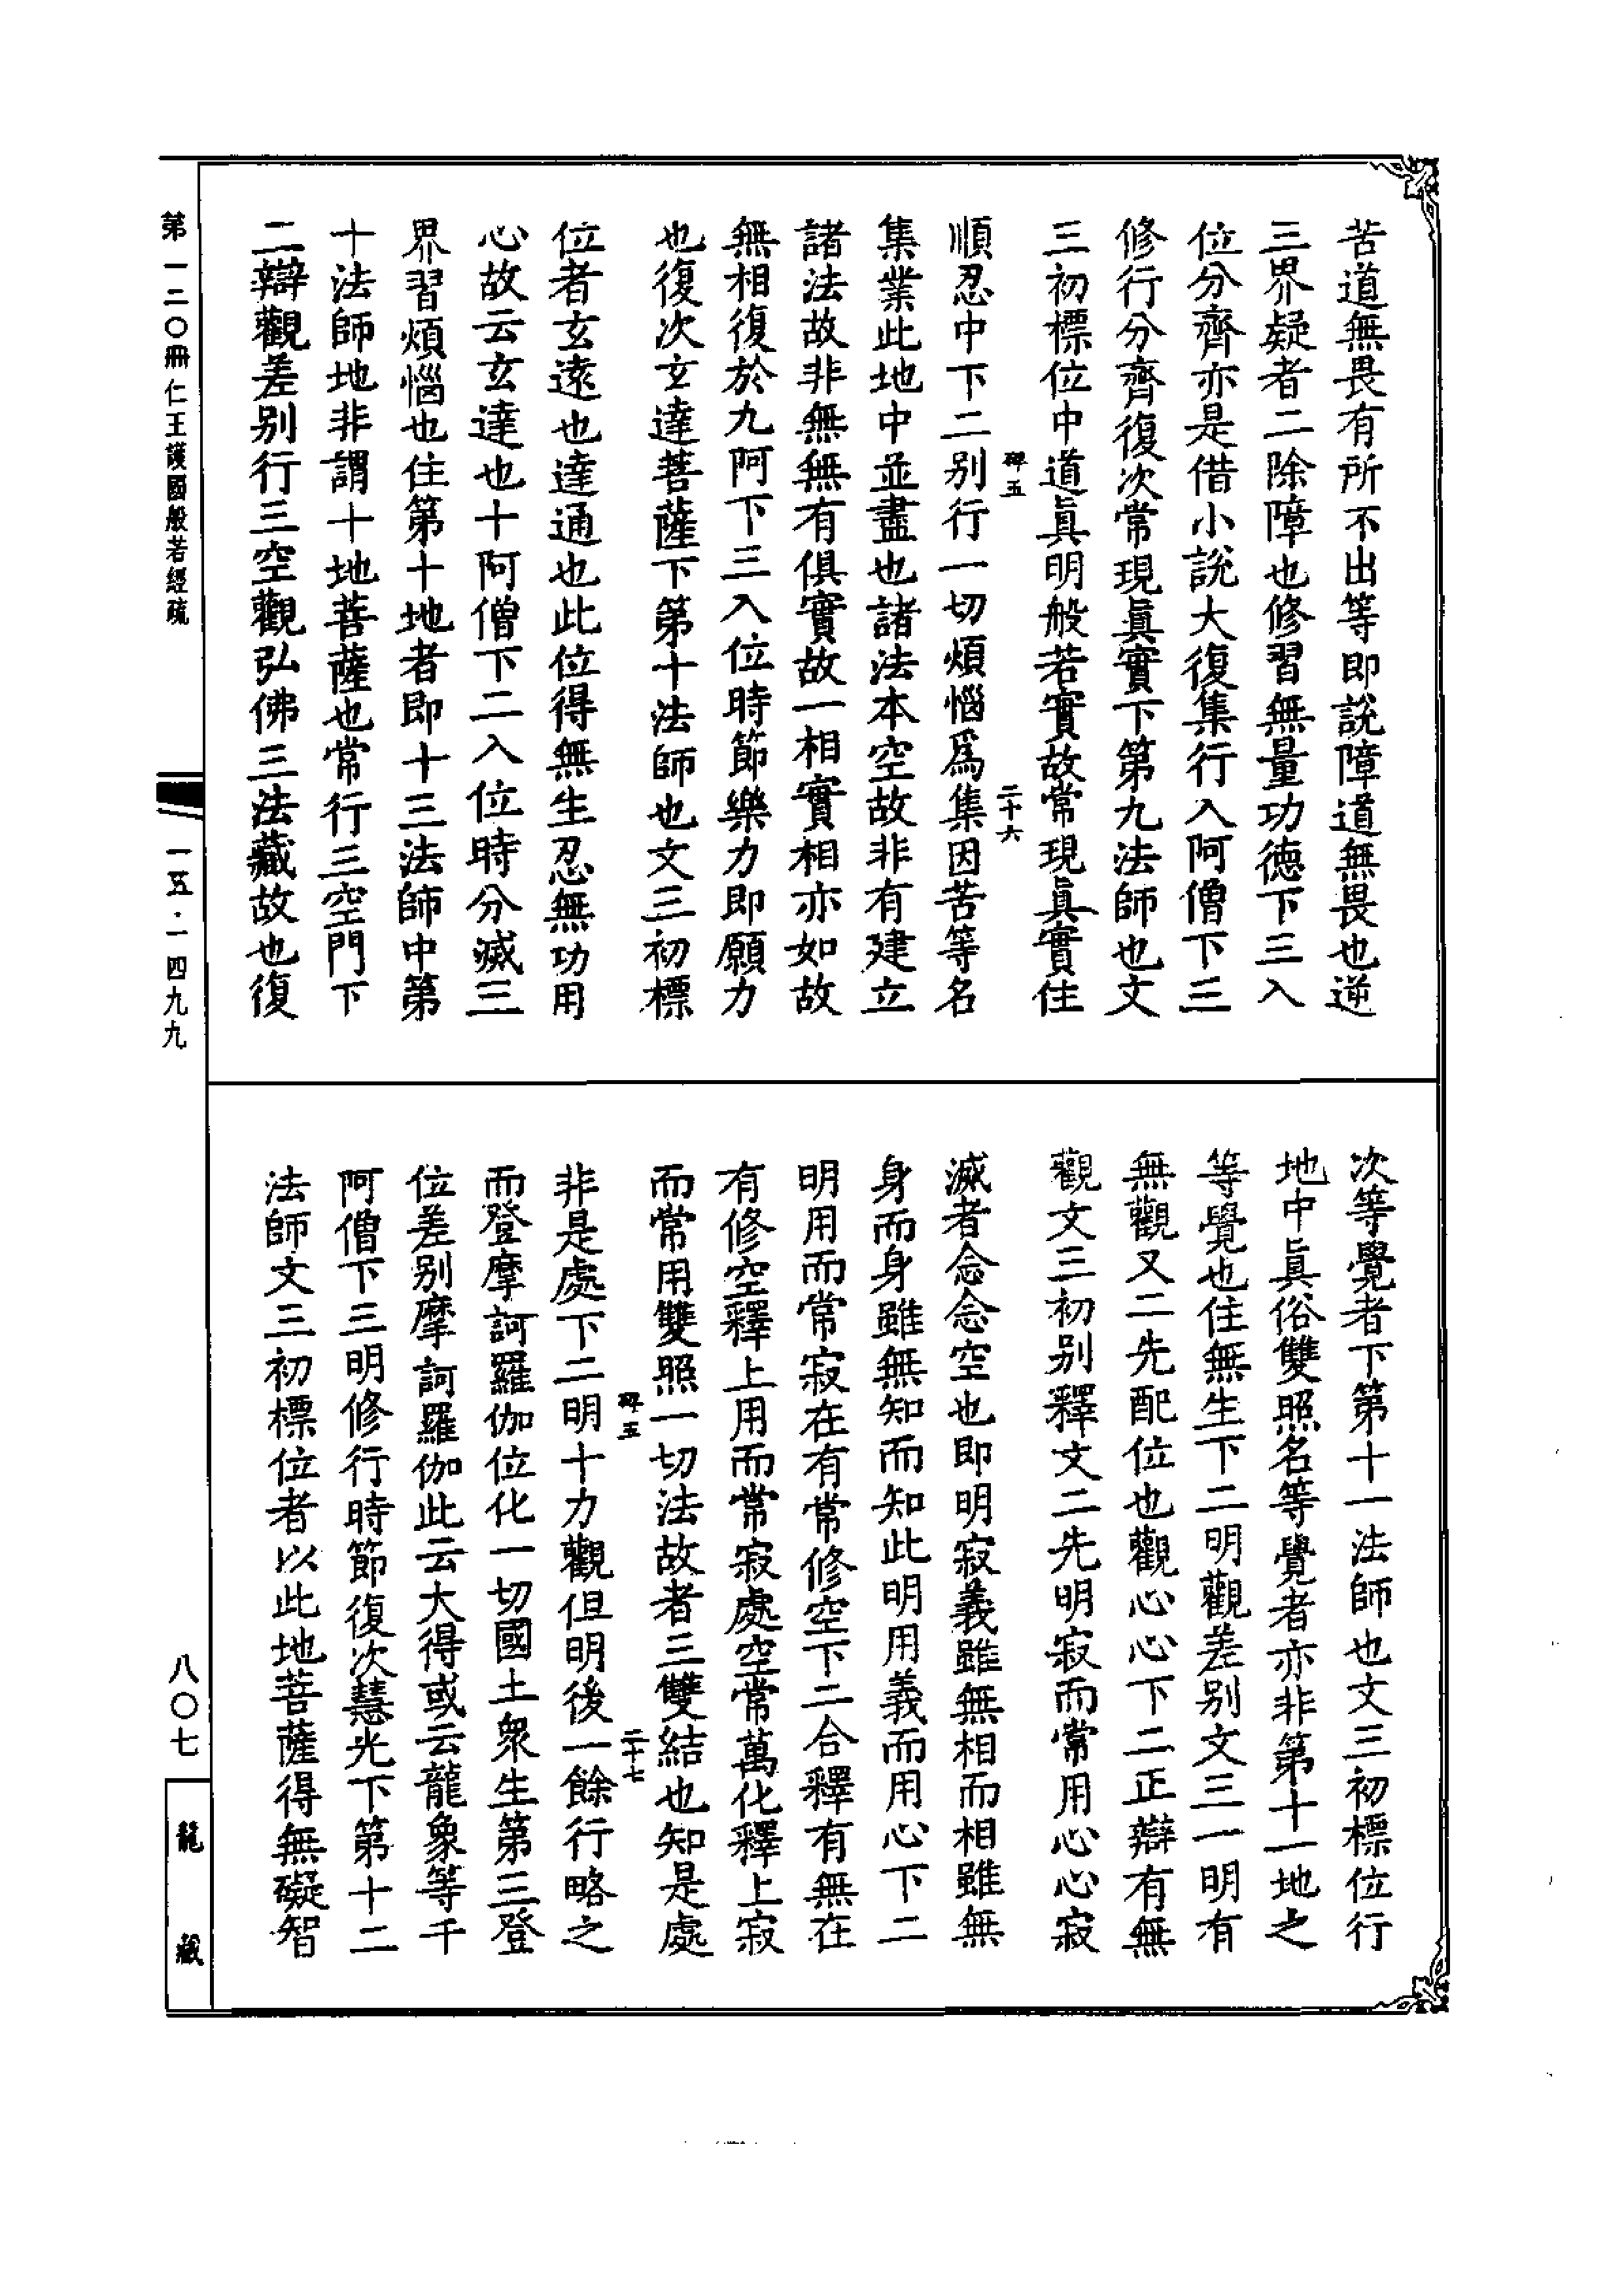 苦道無畏有所不出等即說障道無畏也逆
三界疑者二除障也修習無量功德下三入
位分齊亦是借小說大復集行入阿僧下三
修行分齊復次常現眞實下第九法師也文
三初標位中道眞明般若實故常現眞實住
碑五
二十六
順忍中下二别行一切煩惱爲集因苦等名
集業此地中並盡也諸法本空故非有建立
諸法故非無無有俱實故一相實相亦如故
無相復於九阿下三入位時節樂力即願力
也復次玄達菩薩下第十法師也文三初標
位者玄遠也達通也此位得無生忍無功用
心故云玄達也十阿僧下二入位時分滅三
界習煩惱也住第十地者即十三法師中第
十法師地非謂十地菩薩也常行三空門下
二辯觀差别行三空觀弘佛三法藏故也復
次等覺者下第十一法師也文三初標位行
地中眞俗雙照名等覺者亦非第十一地之
等覺也住無生下二明觀差别文三一明有
無觀又二先配位也觀心心下二正辯有無
觀文三初别釋文二先明寂而常用心心寂
滅者念念空也即明寂義雖無相而相雖無
身而身雖無知而知此明用義而用心下二
明用而常寂在有常修空下二合釋有無在
有修空釋上用而常寂處空常萬化釋上寂
而常用雙照一切法故者三雙結也知是處
碑五
二十七
非是處下二明十力觀但明後一餘行略之
而登摩訶羅伽位化一切國土衆生第三登
位差别摩訶羅伽此云大得或云龍象等千
阿僧下三明修行時節復次慧光下第十二
法師文三初標位者以此地菩薩得無礙智
第一二〇冊 仁王護國般若經疏
一五·一四九九
八〇七
龍藏